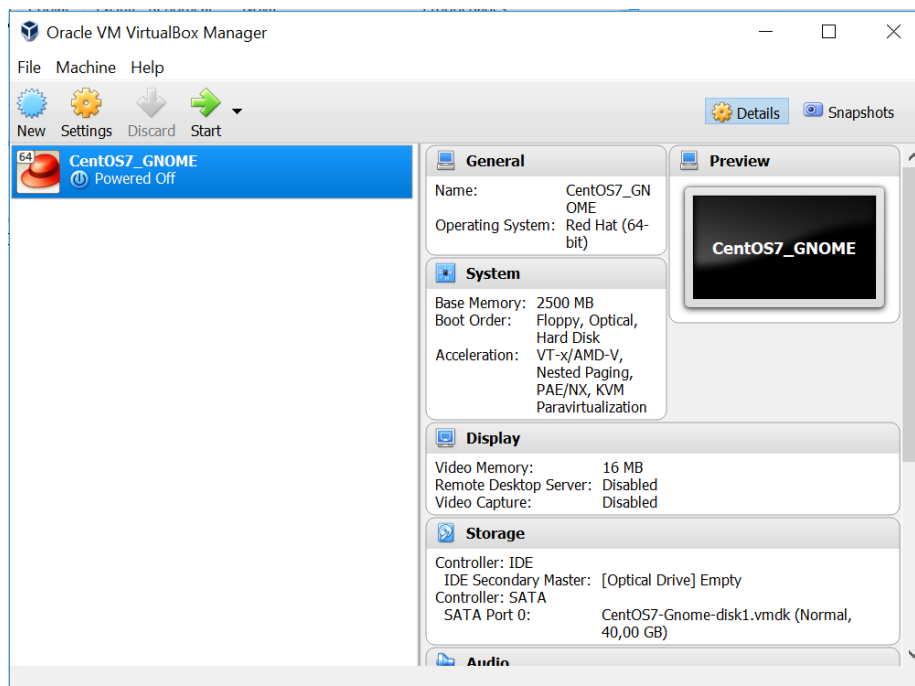 Oracle VM VirtualBox Manager
File Machine Help
New Settings Discard Start
Details Snapshots
64
CentOS7_GNOME
Powered Off
General
Name: CentOS7_GN
OME
Operating System: Red Hat (64-
bit)
Preview
CentOS7_GNOME
System
Base Memory: 2500 MB
Boot Order: Floppy, Optical,
Hard Disk
Acceleration: VT-x/AMD-V,
Nested Paging,
PAE/NX, KVM
Paravirtualization
Display
Video Memory: 16 MB
Remote Desktop Server: Disabled
Video Capture: Disabled
Storage
Controller: IDE
IDE Secondary Master: [Optical Drive] Empty
Controller: SATA
SATA Port 0: CentOS7-Gnome-disk1.vmdk (Normal,
40,00 GB)
Audio